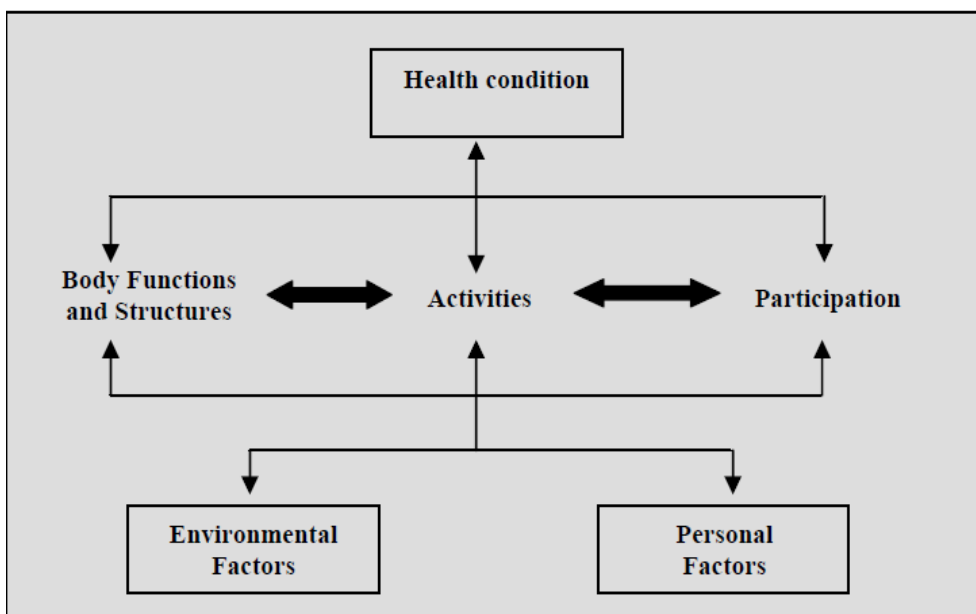 Health condition
Body Functions
and Structures
Activities
Participation
Environmental
Factors
Personal
Factors